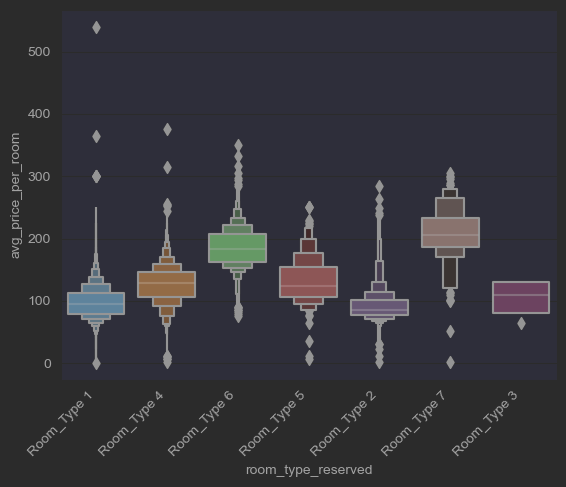 500
400
300
200
100
0
avg_price_per_room
Room_Type 1
Room_Type 4
Room_Type 6
Room_Type 5
Room_Type 2
Room_Type 7
Room_Type 3
room_type_reserved